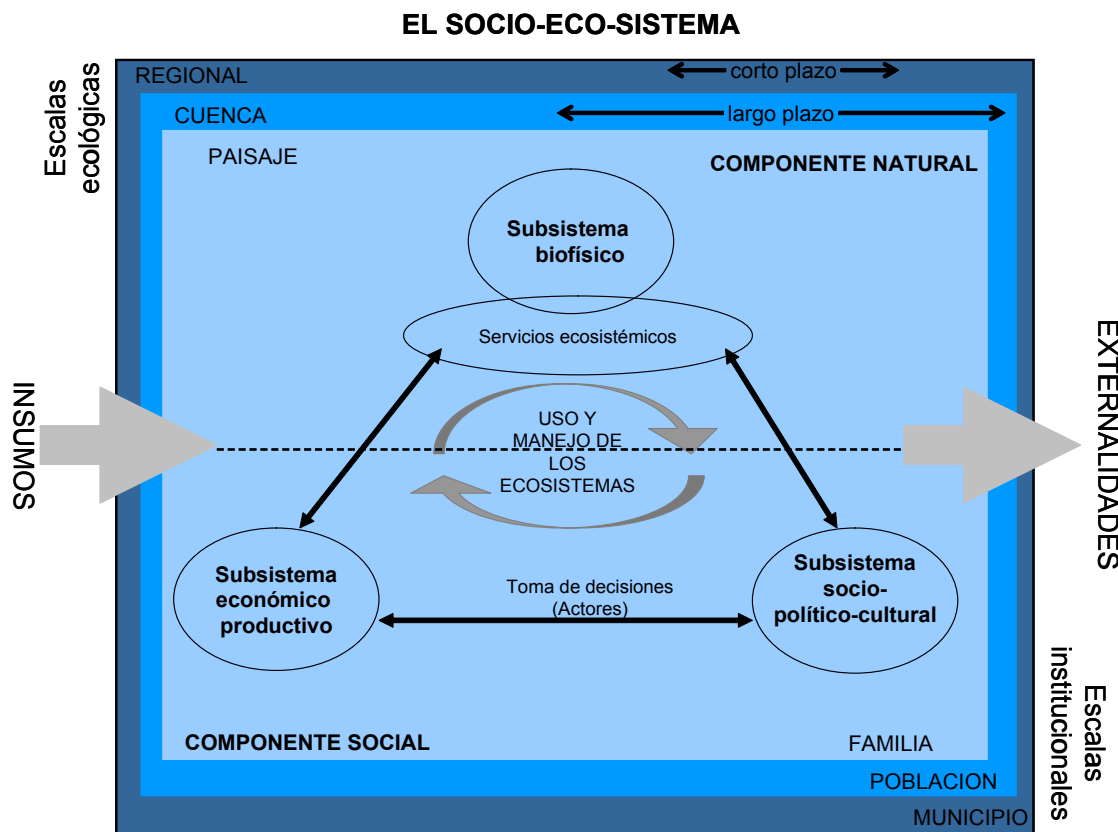 EL SOCIO-ECO-SISTEMA
Escalas
ecológicas
REGIONAL
corto plazo
CUENCA
largo plazo
PAISAJE
COMPONENTE NATURAL
Subsistema
biofísico
Servicios ecosistémicos
INSUMOS
USO Y
MANEJO DE
LOS
ECOSISTEMAS
EXTERNALIDADES
Subsistema
económico
productivo
Toma de decisiones
(Actores)
Subsistema
socio-
político-cultural
COMPONENTE SOCIAL
FAMILIA
POBLACION
MUNICIPIO
Escalas
institucionales